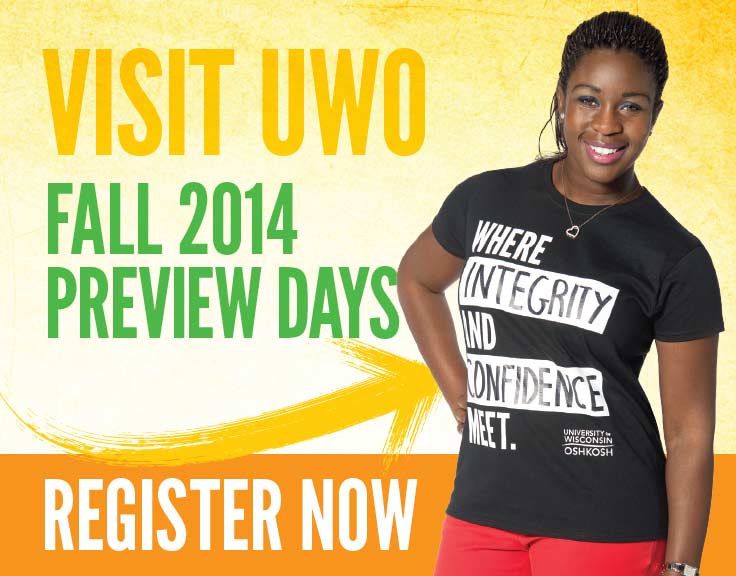 VISIT UWO
FALL 2014
PREVIEW DAYS
REGISTER NOW
WHERE
INTEGRITY
AND
CONFIDENCE
MEET.
UNIVERSITY OF
WISCONSIN
OSHKOSH